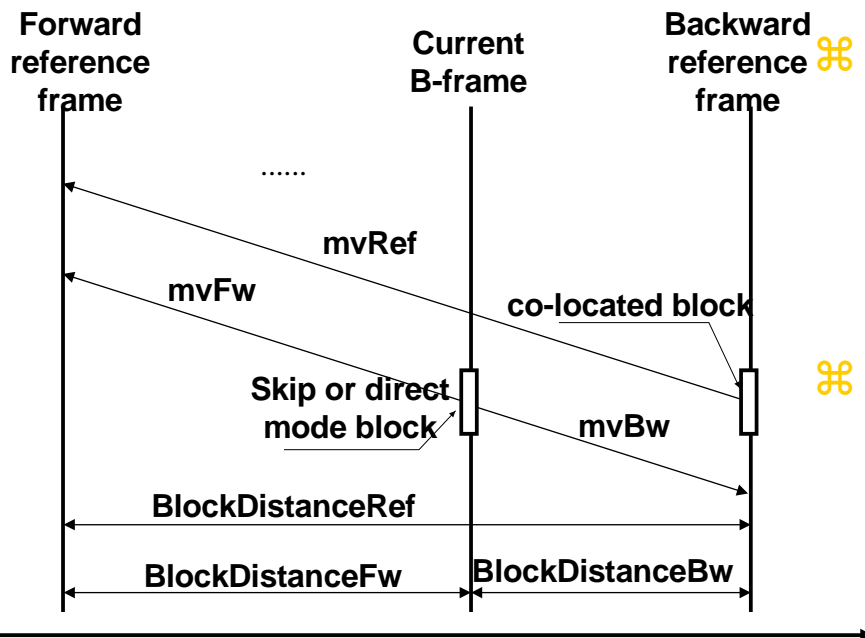 Forward
reference
frame
Current
B-frame
Backward
reference
frame
⌘
......
mvRef
mvFw
co-located block
⌘
Skip or direct
mode block
mvBw
BlockDistanceRef
BlockDistanceFw
BlockDistanceBw